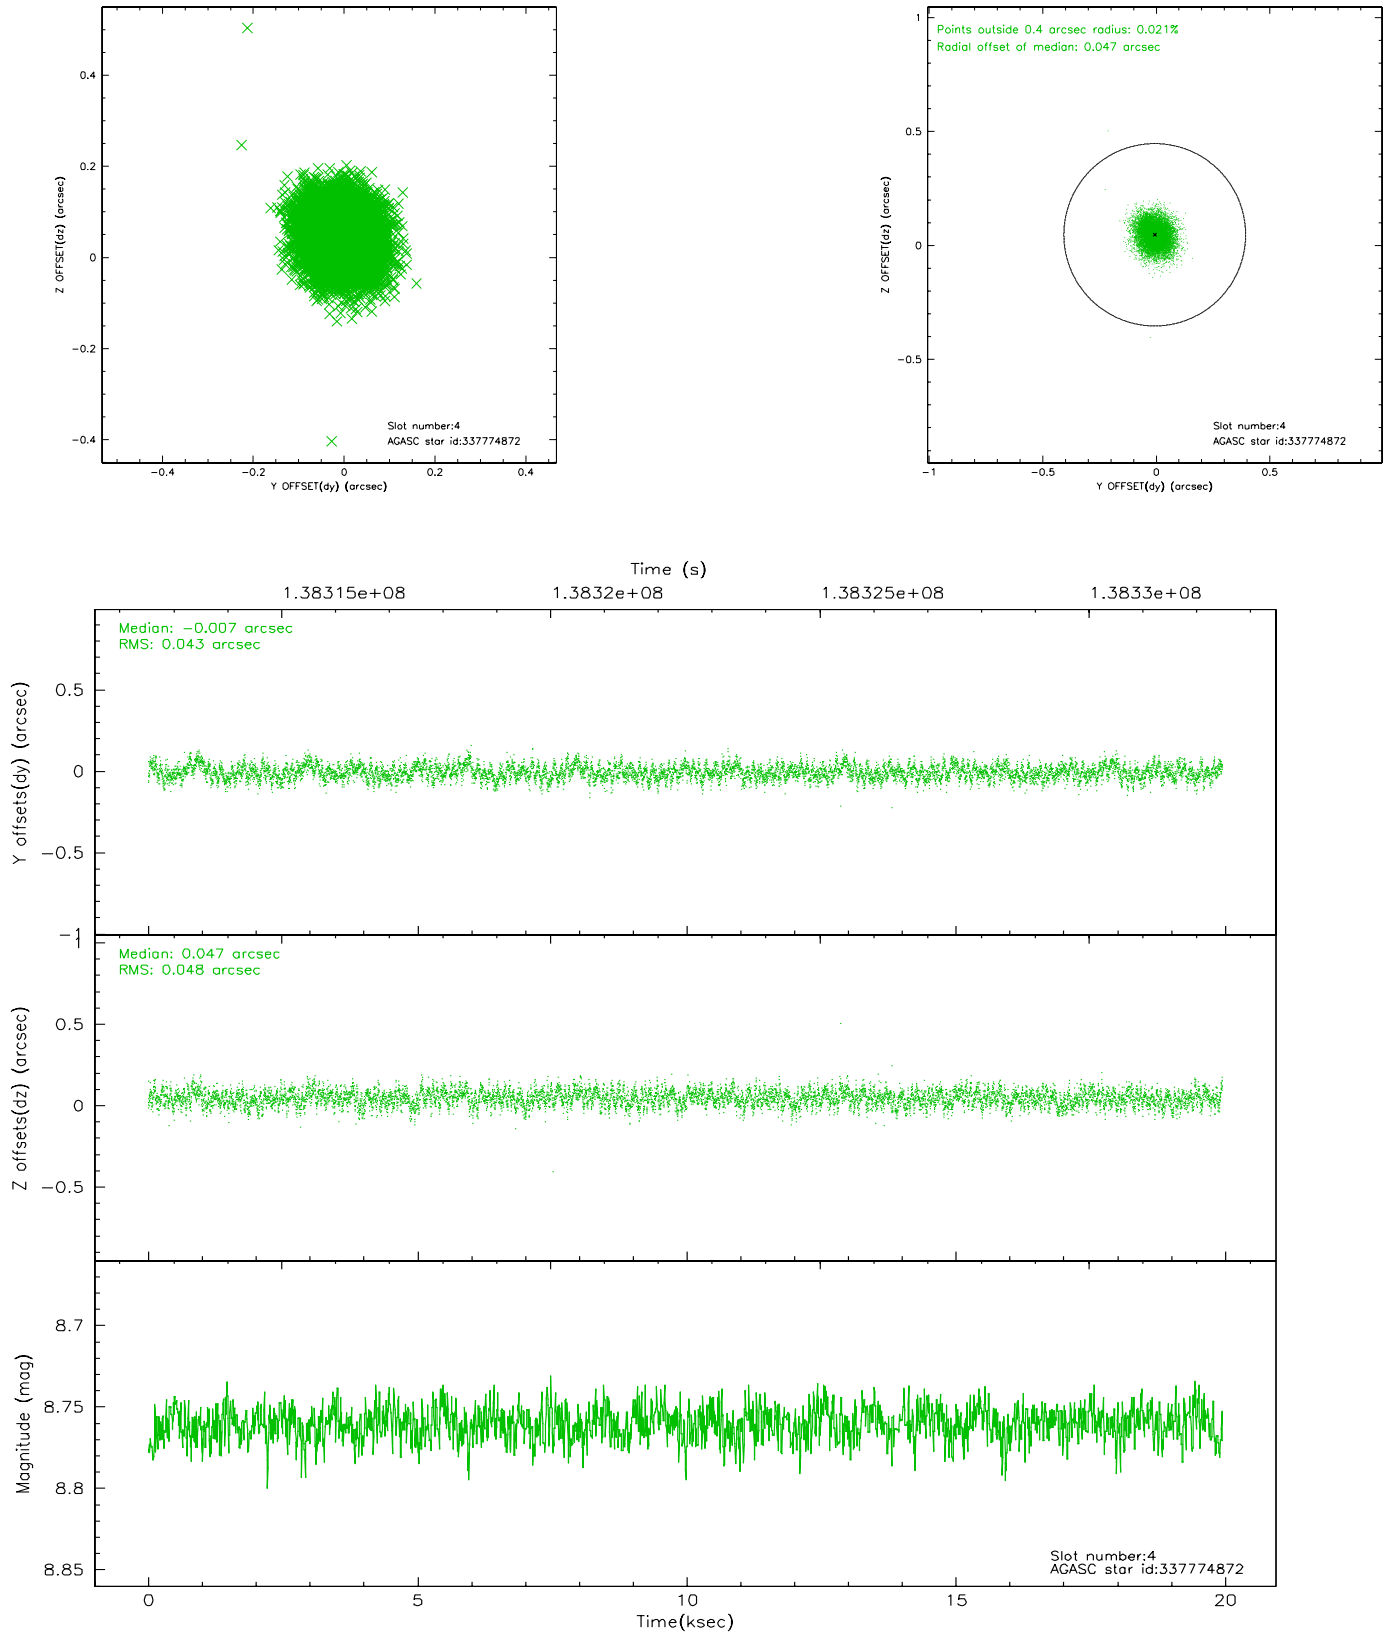 0.4
0.2
0
−0.2
−0.4
Z OFFSET(dz) (arcsec)
Slot number:4
AGASC star id:337774872
−0.4
−0.2
0
0.2
0.4
Y OFFSET(dy) (arcsec)
Points outside 0.4 arcsec radius: 0.021%
Radial offset of median: 0.047 arcsec
1
0.5
0
−0.5
Z OFFSET(dz) (arcsec)
Slot number:4
AGASC star id:337774872
−1
−0.5
0
0.5
Y OFFSET(dy) (arcsec)
Time (s)
1.38315e+08
1.3832e+08
1.38325e+08
1.3833e+08
Median: −0.007 arcsec
RMS: 0.043 arcsec
0.5
0
−0.5
−1
Y offsets(dy) (arcsec)
Median: 0.047 arcsec
RMS: 0.048 arcsec
1
0.5
0
−0.5
Z offsets(dz) (arcsec)
8.7
8.75
8.8
8.85
Magnitude (mag)
Slot number:4
AGASC star id:337774872
0
5
10
15
20
Time(ksec)